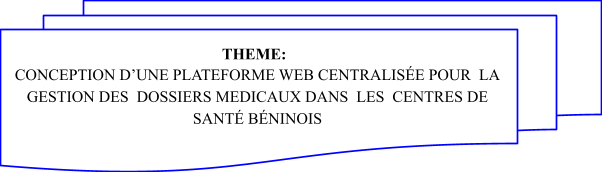 THEME:
CONCEPTION D’UNE PLATEFORME WEB CENTRALISÉE POUR LA
GESTION DES DOSSIERS MEDICAUX DANS LES CENTRES DE
SANTÉ BÉNINOIS